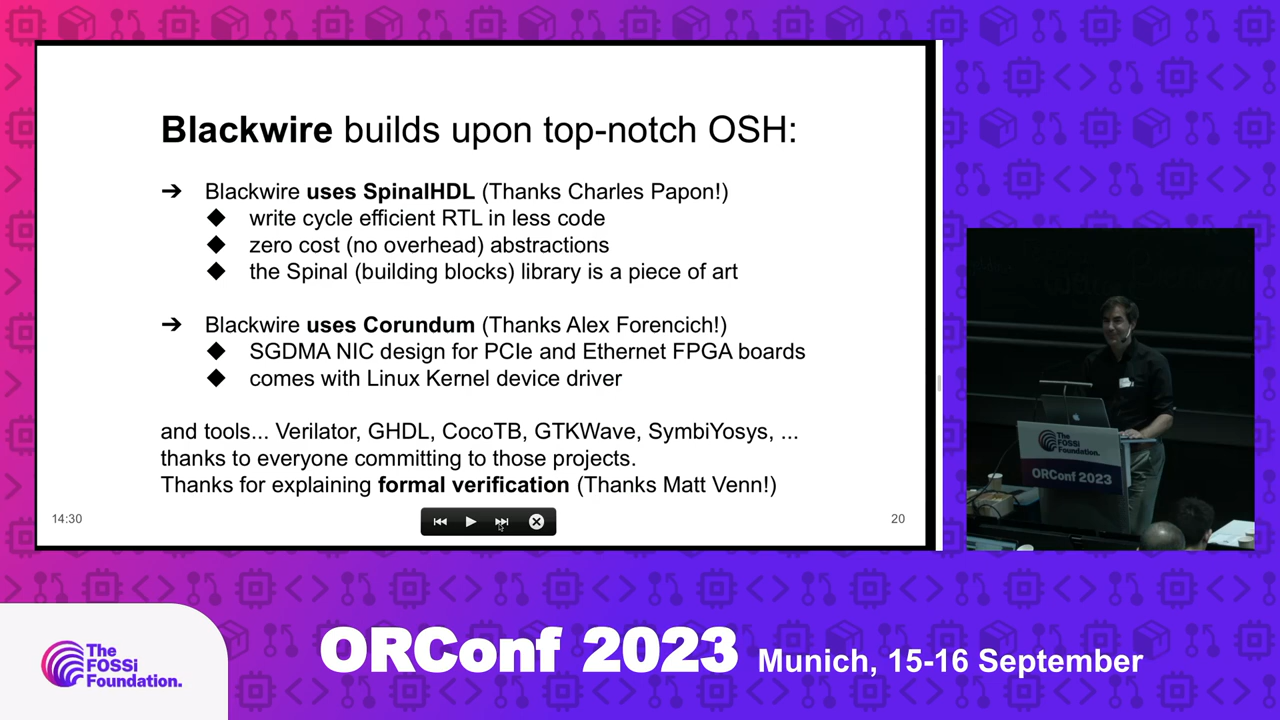 Blackwire builds upon top-notch OSH:
➔ Blackwire uses SpinalHDL (Thanks Charles Papon!)
◆ write cycle efficient RTL in less code
◆ zero cost (no overhead) abstractions
◆ the Spinal (building blocks) library is a piece of art
➔ Blackwire uses Corundum (Thanks Alex Forencich!)
◆ SGDMA NIC design for PCIe and Ethernet FPGA boards
◆ comes with Linux Kernel device driver
and tools... Verilator, GHDL, CocoTB, GTKWave, SymbiYosys, ...
thanks to everyone committing to those projects.
Thanks for explaining formal verification (Thanks Matt Venn!)
14:30
20
The
FOSSi
Foundation.
ORConf 2023
The
FOSSi
Foundation.
ORConf 2023 Munich, 15-16 September